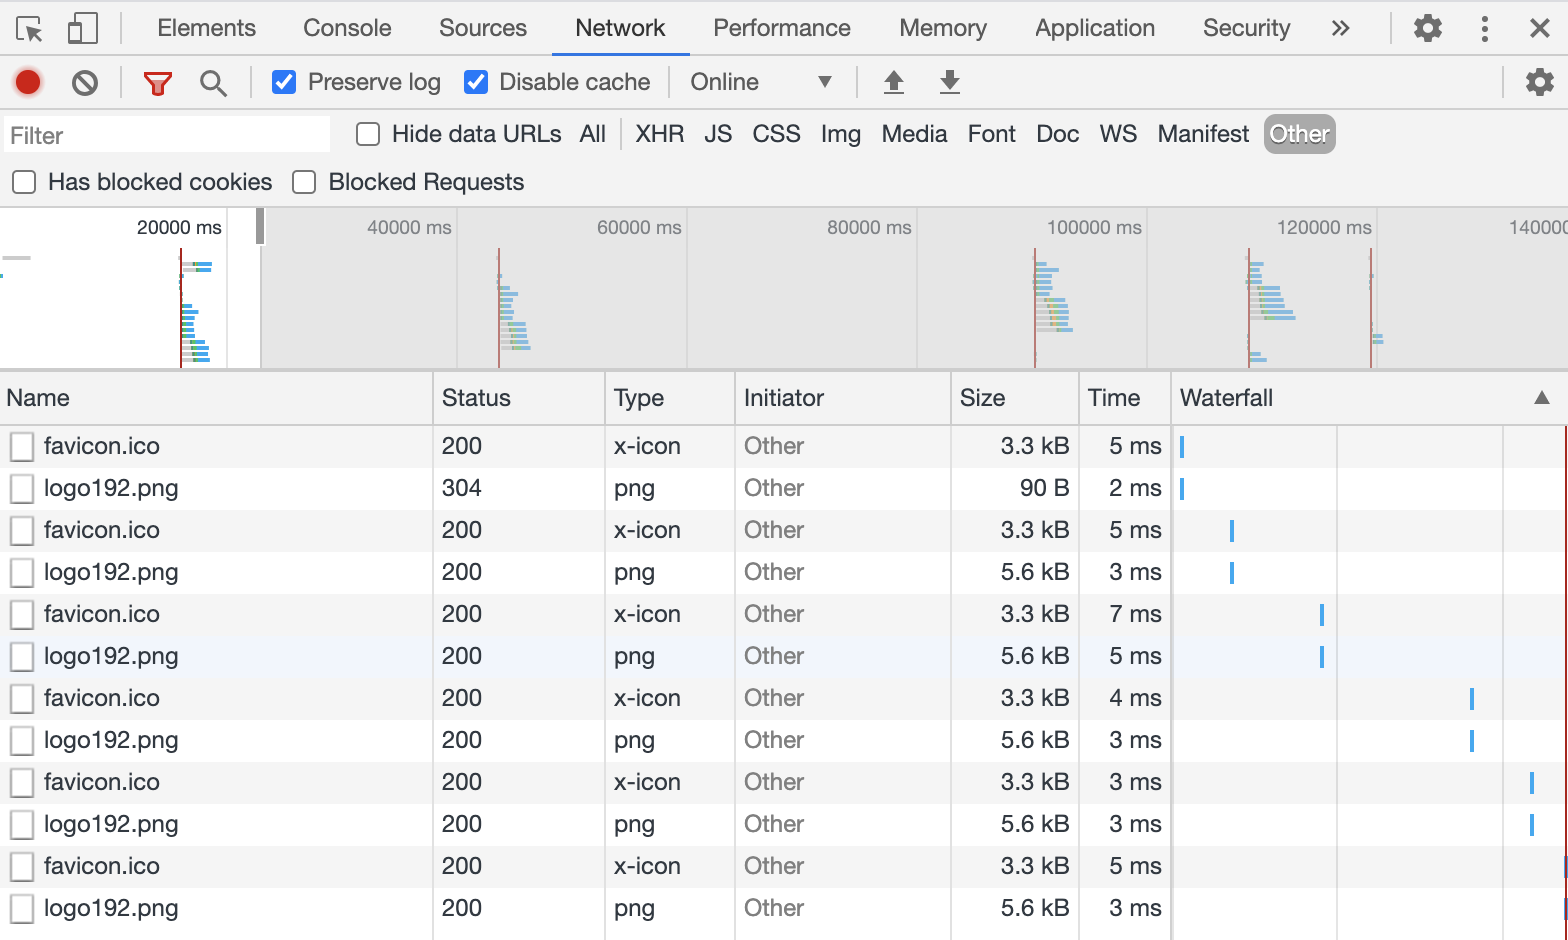 Elements Console Sources Network Performance Memory Application Security »
Preserve log Disable cache Online
Filter Hide data URLs All XHR JS CSS Img Media Font Doc WS Manifest Other
Has blocked cookies Blocked Requests
20000 ms 40000 ms 60000 ms 80000 ms 100000 ms 120000 ms 140000
Name Status Type Initiator Size Time Waterfall
favicon.ico 200 x-icon Other 3.3 kB 5 ms
logo192.png 304 png Other 90 B 2 ms
favicon.ico 200 x-icon Other 3.3 kB 5 ms
logo192.png 200 png Other 5.6 kB 3 ms
favicon.ico 200 x-icon Other 3.3 kB 7 ms
logo192.png 200 png Other 5.6 kB 5 ms
favicon.ico 200 x-icon Other 3.3 kB 4 ms
logo192.png 200 png Other 5.6 kB 3 ms
favicon.ico 200 x-icon Other 3.3 kB 3 ms
logo192.png 200 png Other 5.6 kB 3 ms
favicon.ico 200 x-icon Other 3.3 kB 5 ms
logo192.png 200 png Other 5.6 kB 3 ms